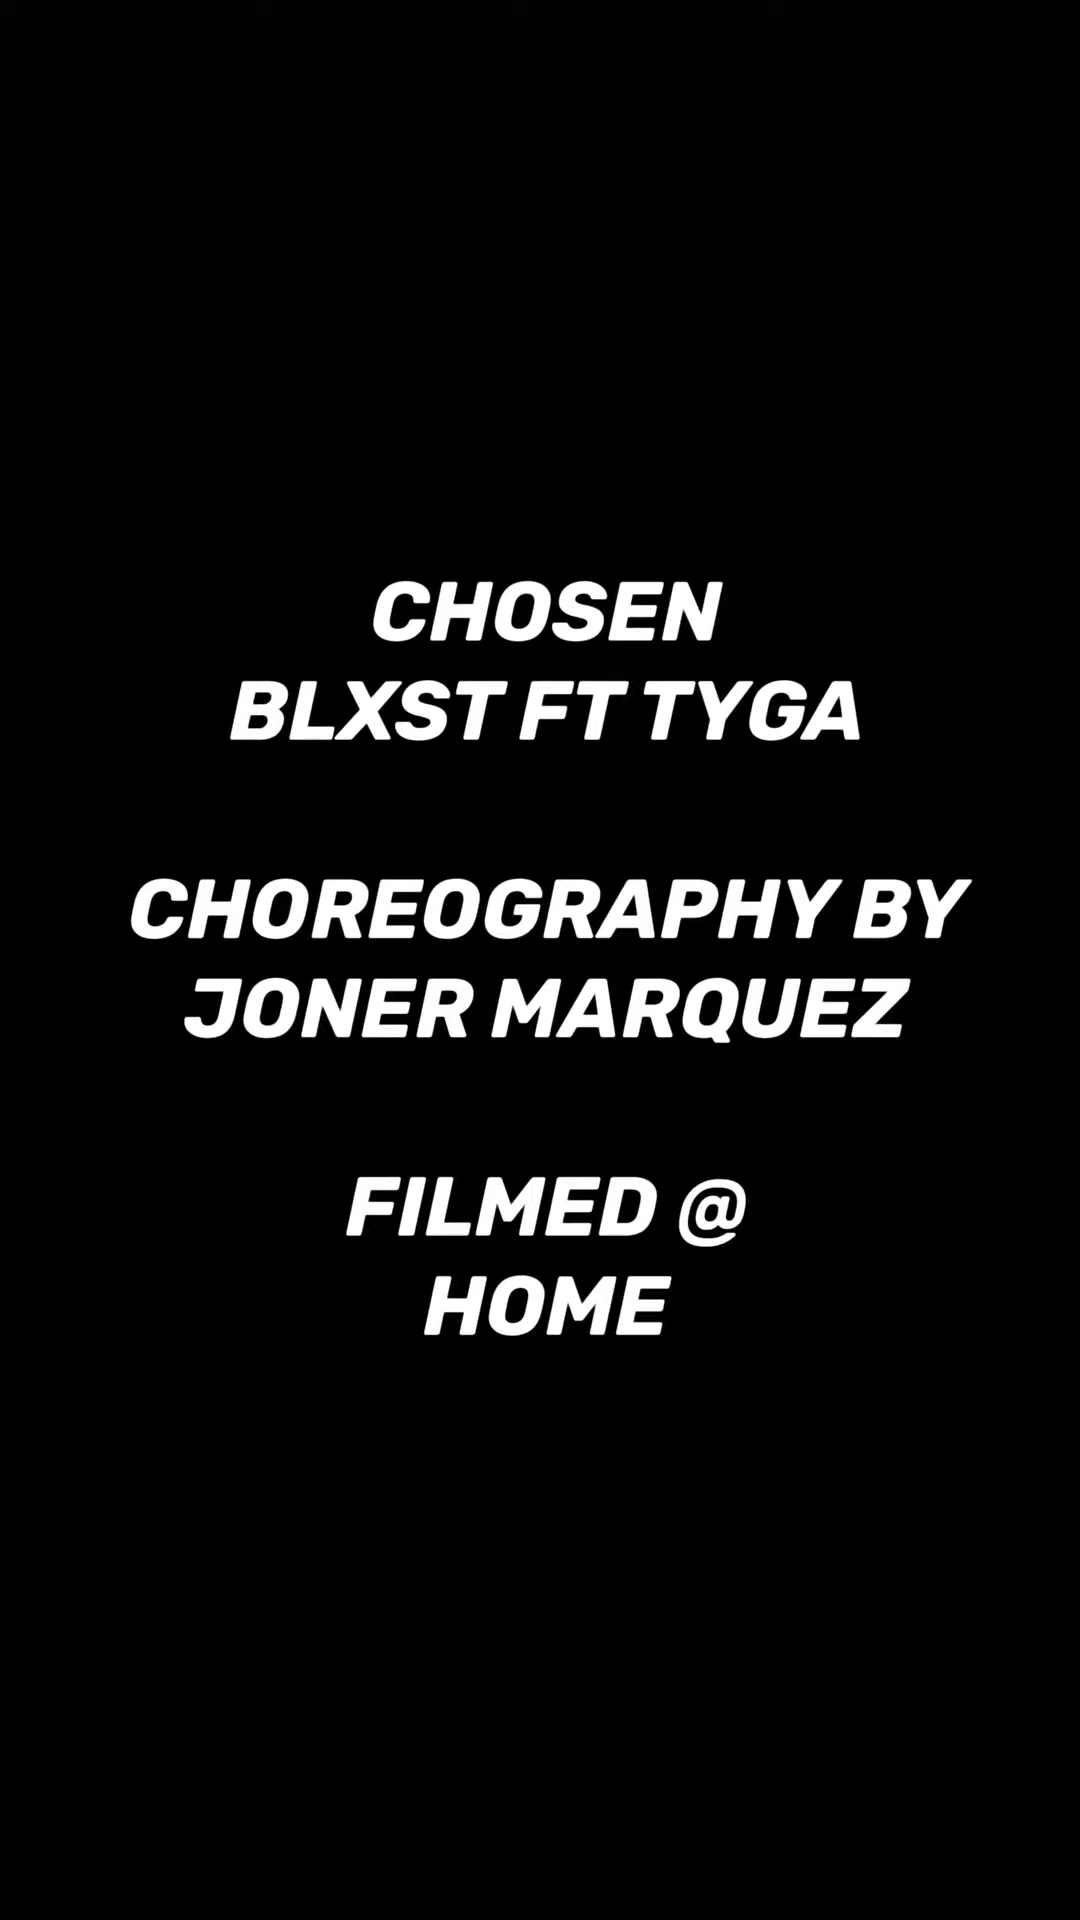 CHOSEN
BLXST FT TYGA
CHOREOGRAPHY BY
JONER MARQUEZ
FILMED @
HOME